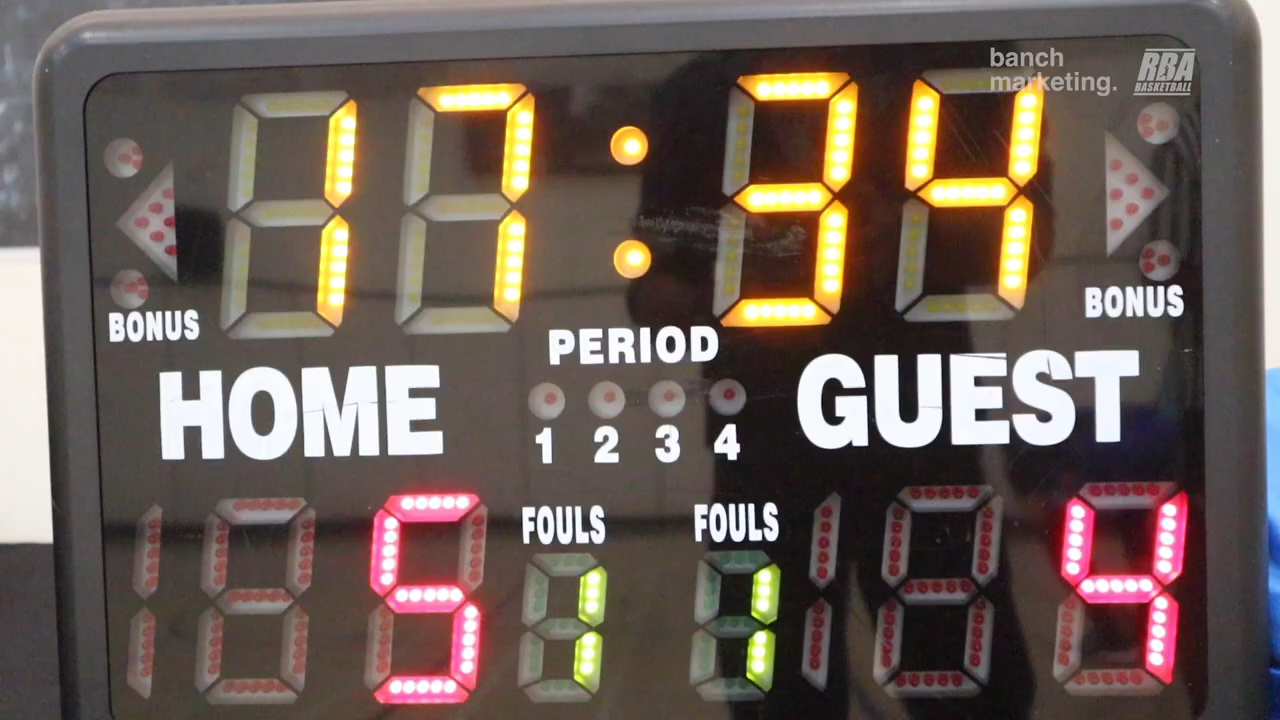 banch
marketing.
RBA
BASKETBALL
17:34
BONUS
BONUS
PERIOD
HOME
GUEST
1 2 3 4
FOULS
FOULS
5
1
1
4